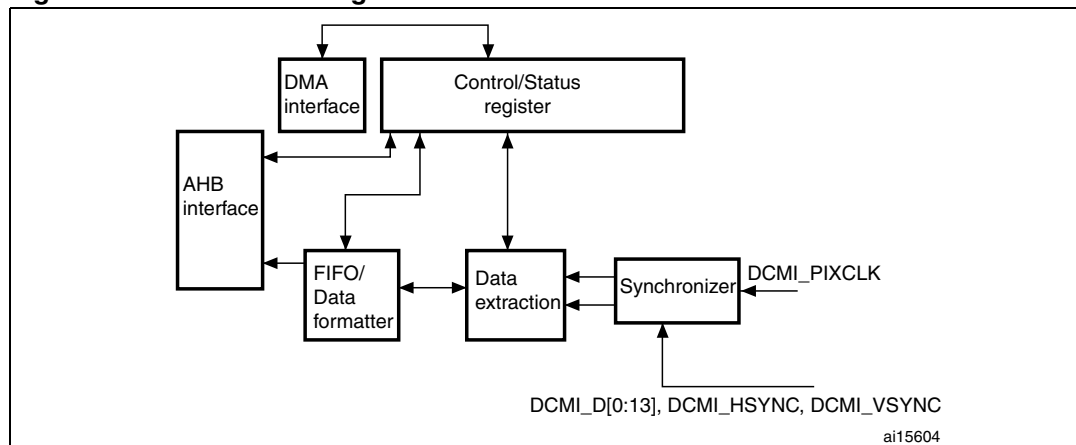 DMA
interface
Control/Status
register
AHB
interface
FIFO/
Data
formatter
Data
extraction
Synchronizer
DCMI_PIXCLK
DCMI_D[0:13], DCMI_HSYNC, DCMI_VSYNC
ai15604